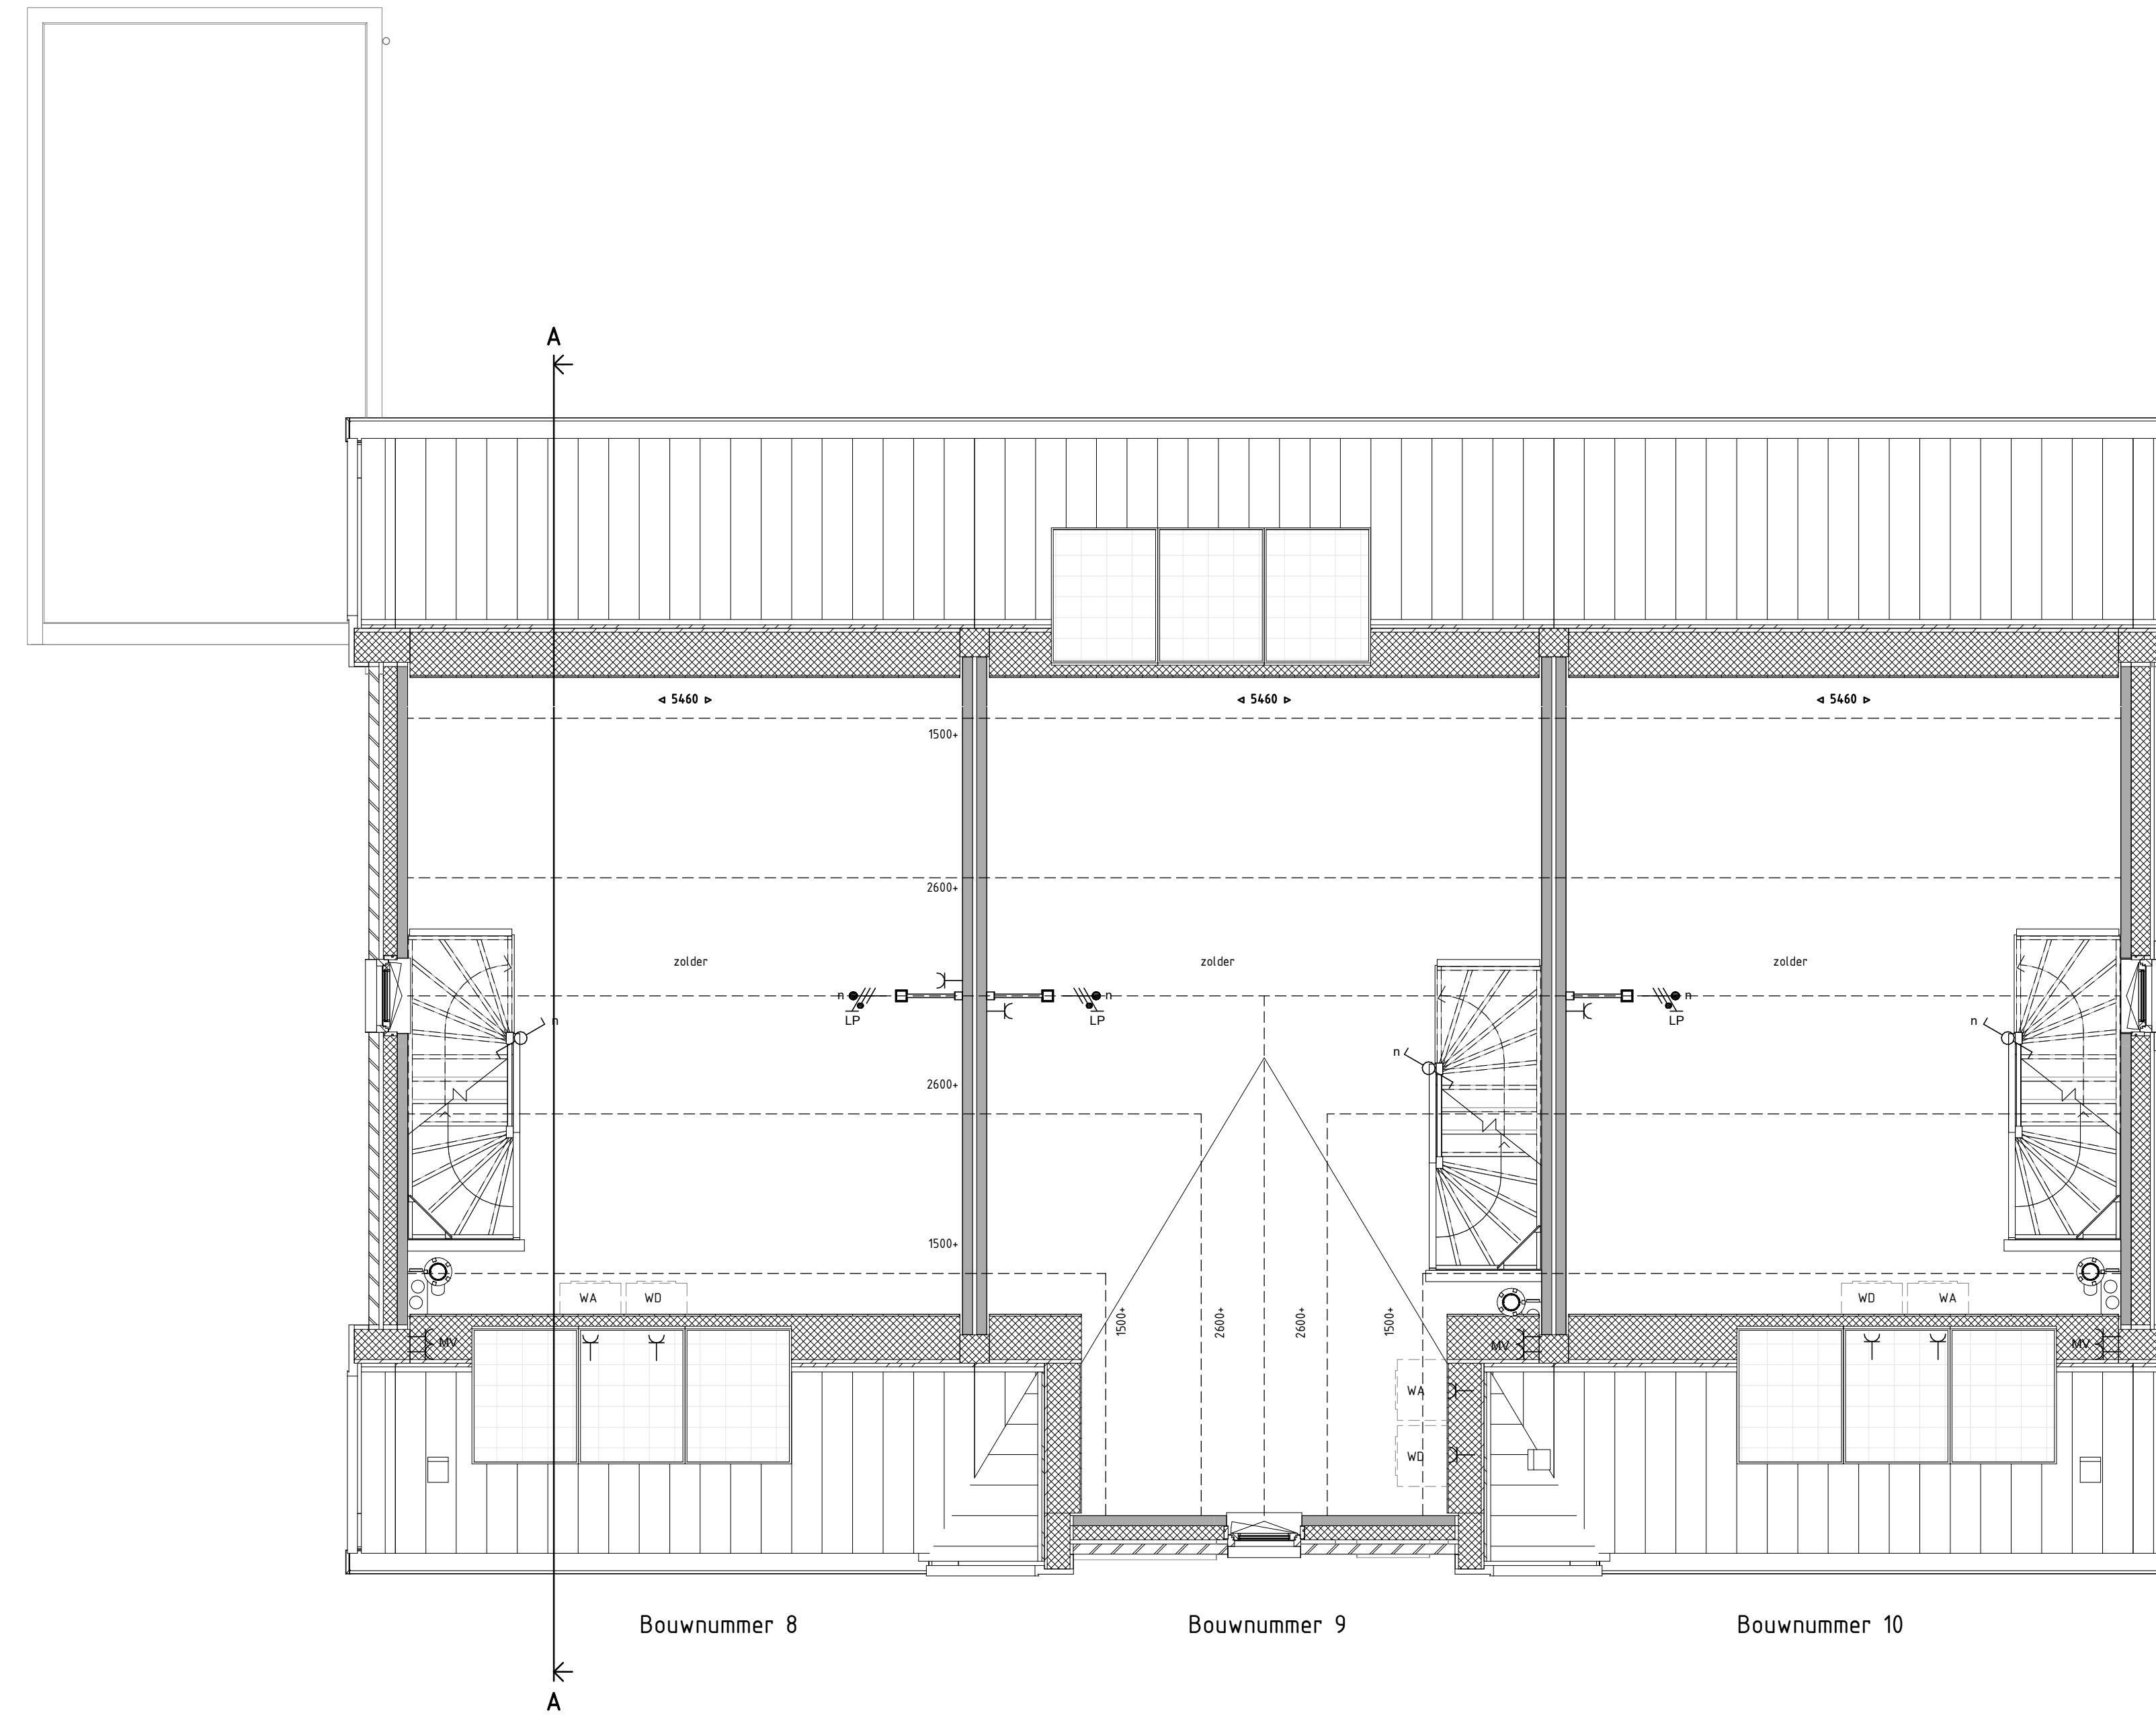 A
◁ 5460 ▷ ◁ 5460 ▷ ◁ 5460 ▷
1500+
2600+
zolder zolder zolder
n n n
LP LP LP
n n n
2600+
1500+
WA WD WD WA
1500+ 2600+ 2600+ 1500+
MV MV MV
WA
WD
Bouwnummer 8 Bouwnummer 9 Bouwnummer 10
A